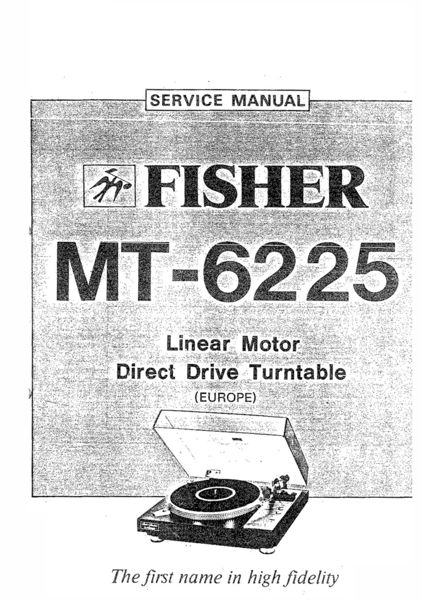 SERVICE MANUAL
FISHER
MT-6225
Linear Motor
Direct Drive Turntable
(EUROPE)
The first name in high fidelity